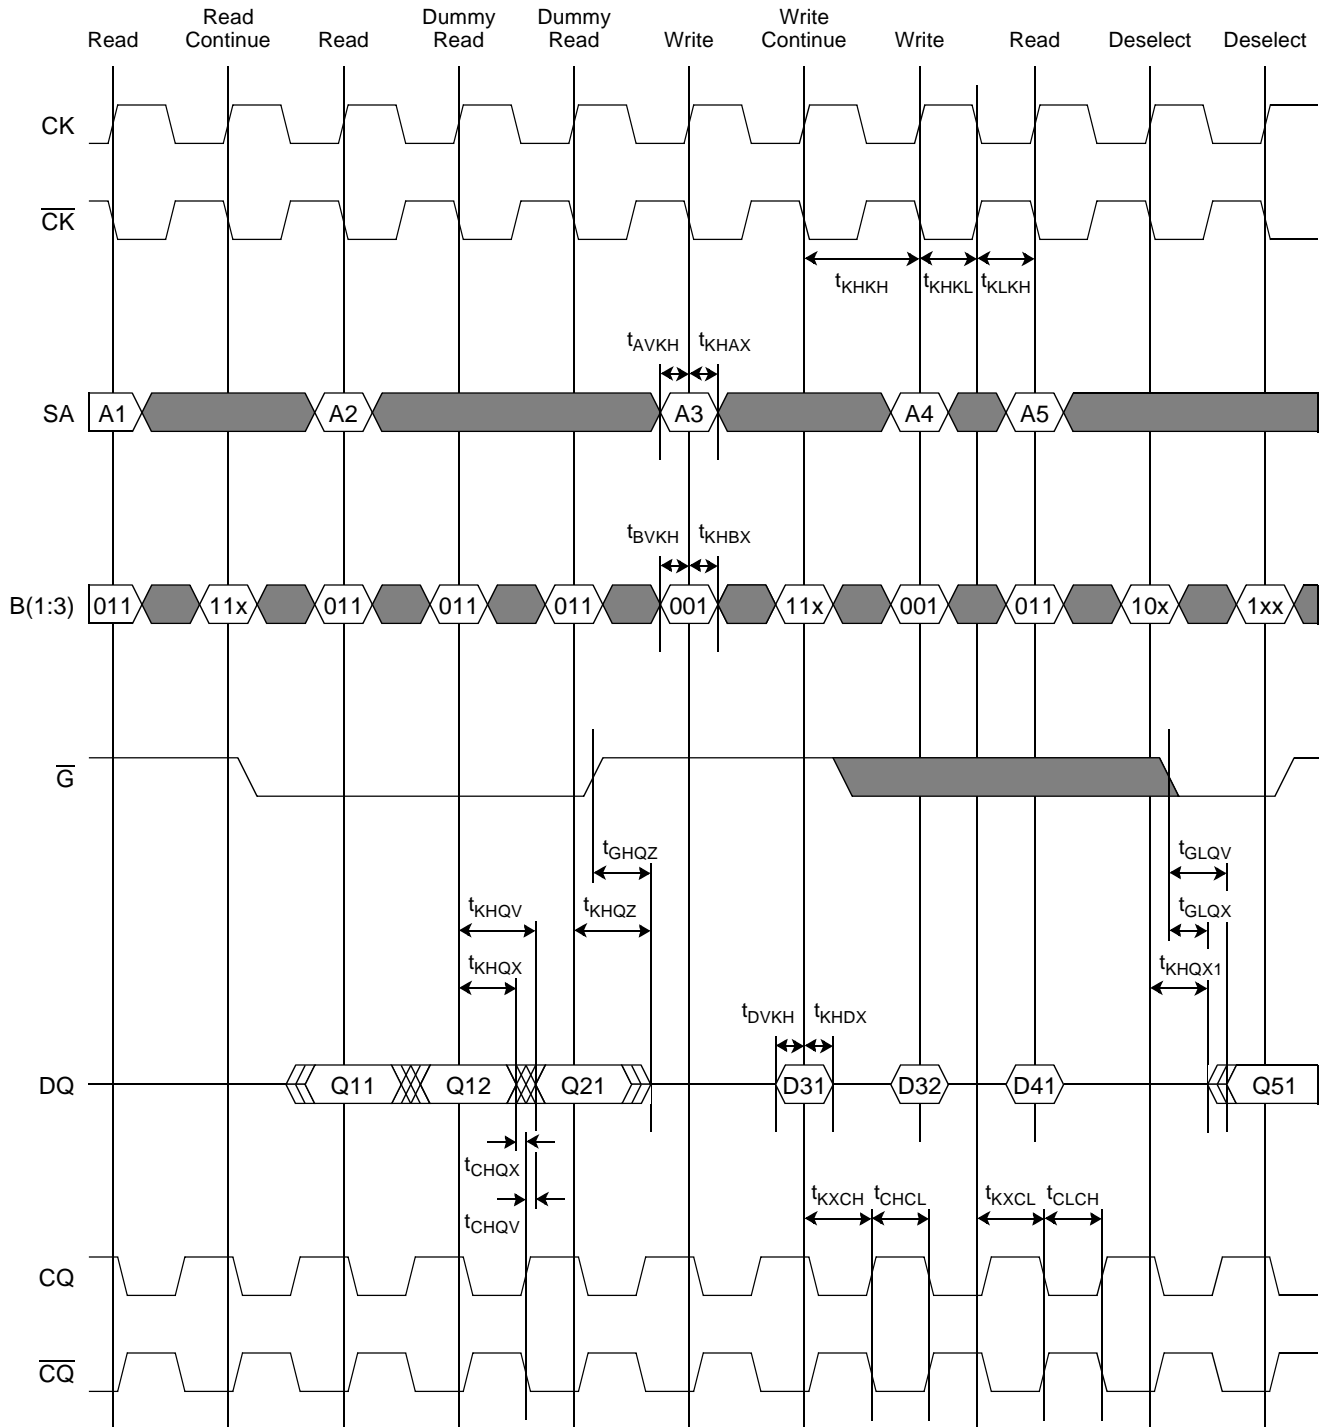 Read Read Continue Read Dummy Read Dummy Read Write Write Continue Write Read Deselect Deselect
CK
CK
tKHKH tKHKL tKLKH
tAVKH tKHAX
SA A1 A2 A3 A4 A5
tBVKH tKHBX
B(1:3) 011 11x 011 011 011 001 11x 001 011 10x 1xx
G
tGHQZ tGLQV
tKHQV tKHQZ tGLQX
tKHQX tKHQX1
tDVKH tKHDX
DQ Q11 Q12 Q21 D31 D32 D41 Q51
tCHQX
tKXCH tCHCL tKXCL tCLCH
tCHQV
CQ
CQ